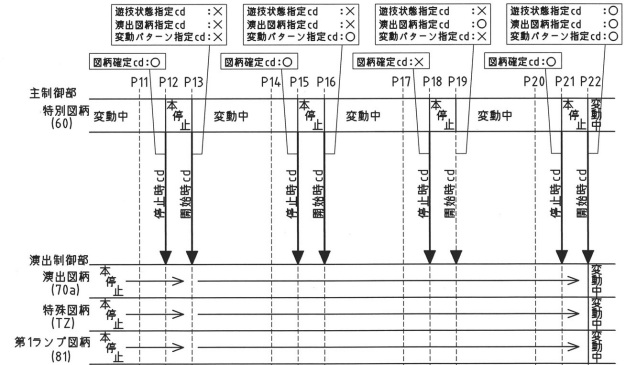 遊技状態指定cd　：×
演出図柄指定cd　：×
変動パターン指定cd：×
遊技状態指定cd　：×
演出図柄指定cd　：×
変動パターン指定cd：○
遊技状態指定cd　：×
演出図柄指定cd　：○
変動パターン指定cd：×
遊技状態指定cd　：○
演出図柄指定cd　：○
変動パターン指定cd：○
図柄確定cd：○
図柄確定cd：○
図柄確定cd：×
図柄確定cd：○
P11 P12 P13 P14 P15 P16 P17 P18 P19 P20 P21 P22
主制御部
特別図柄
(60)
変動中
本停止
変動中
本停止
変動中
本停止
変動中
本停止
変動中
停止時cd
開始時cd
停止時cd
開始時cd
停止時cd
開始時cd
停止時cd
開始時cd
演出制御部
演出図柄
(70a)
本停止
変動中
特殊図柄
(TZ)
本停止
変動中
第1ランプ図柄
(81)
本停止
変動中